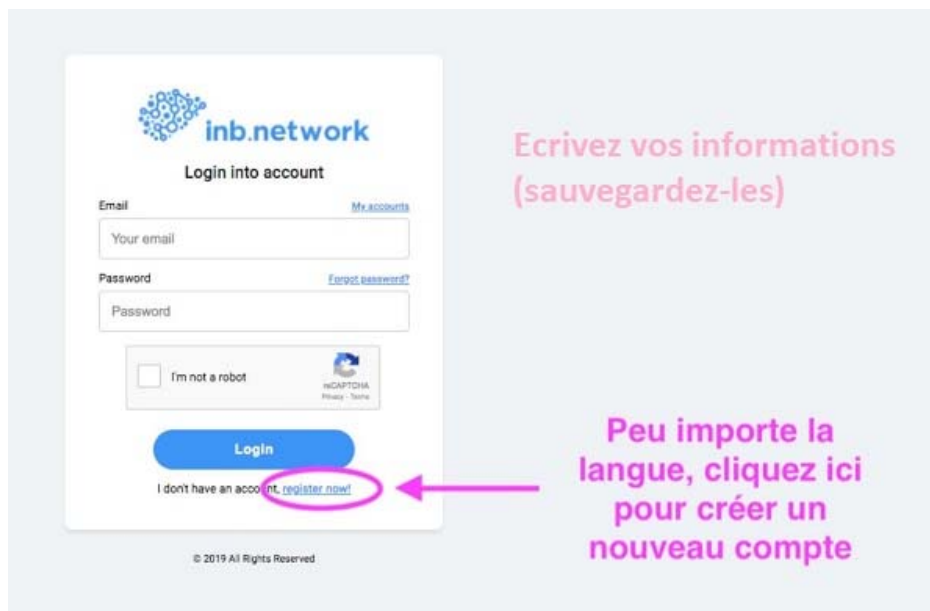 inb.network
Login into account
Email
My accounts
Your email
Password
Forgot password?
Password
I'm not a robot
reCAPTCHA
Privacy - Terms
Login
I don't have an account, register now!
© 2019 All Rights Reserved
Ecrivez vos informations
(sauvegardez-les)
Peu importe la
langue, cliquez ici
pour créer un
nouveau compte